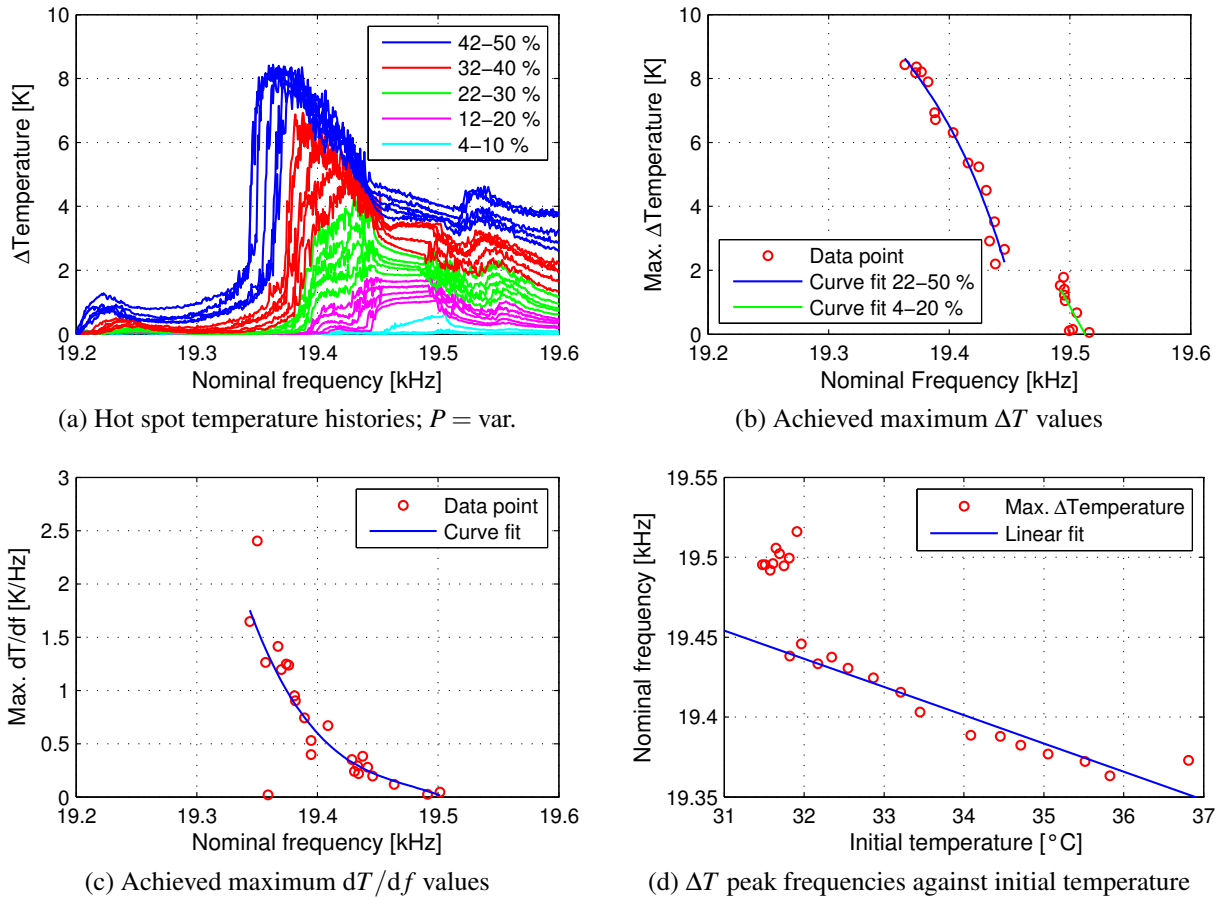 10
8
6
4
2
0
ΔTemperature [K]
42−50 %
32−40 %
22−30 %
12−20 %
4−10 %
19.2 19.3 19.4 19.5 19.6
Nominal frequency [kHz]
(a) Hot spot temperature histories; P = var.
10
8
6
4
2
0
Max. ΔTemperature [K]
Data point
Curve fit 22−50 %
Curve fit 4−20 %
19.2 19.3 19.4 19.5 19.6
Nominal Frequency [kHz]
(b) Achieved maximum ΔT values
3
2.5
2
1.5
1
0.5
0
Max. dT/df [K/Hz]
Data point
Curve fit
19.2 19.3 19.4 19.5 19.6
Nominal frequency [kHz]
(c) Achieved maximum dT/df values
19.55
19.5
19.45
19.4
19.35
Nominal frequency [kHz]
Max. ΔTemperature
Linear fit
31 32 33 34 35 36 37
Initial temperature [°C]
(d) ΔT peak frequencies against initial temperature